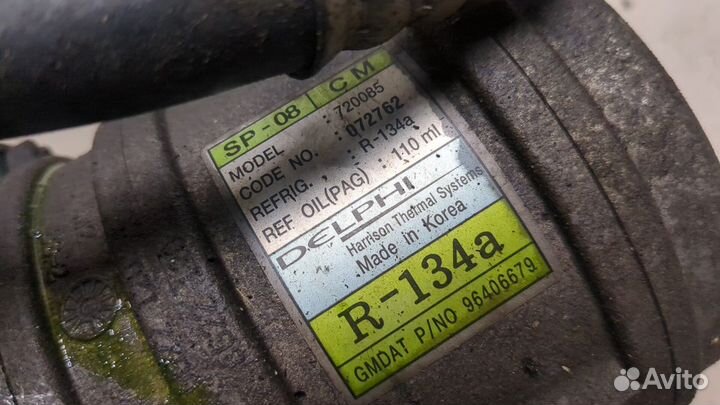 SP-08 CM
MODEL : 720085
CODE NO. : 072762
REFRIG. : R-134a
REF OIL(PAG) : 110 ml
DELPHI
Harrison Thermal Systems
Made in Korea
R-134a
GMDAT P/NO 96406679
Avito